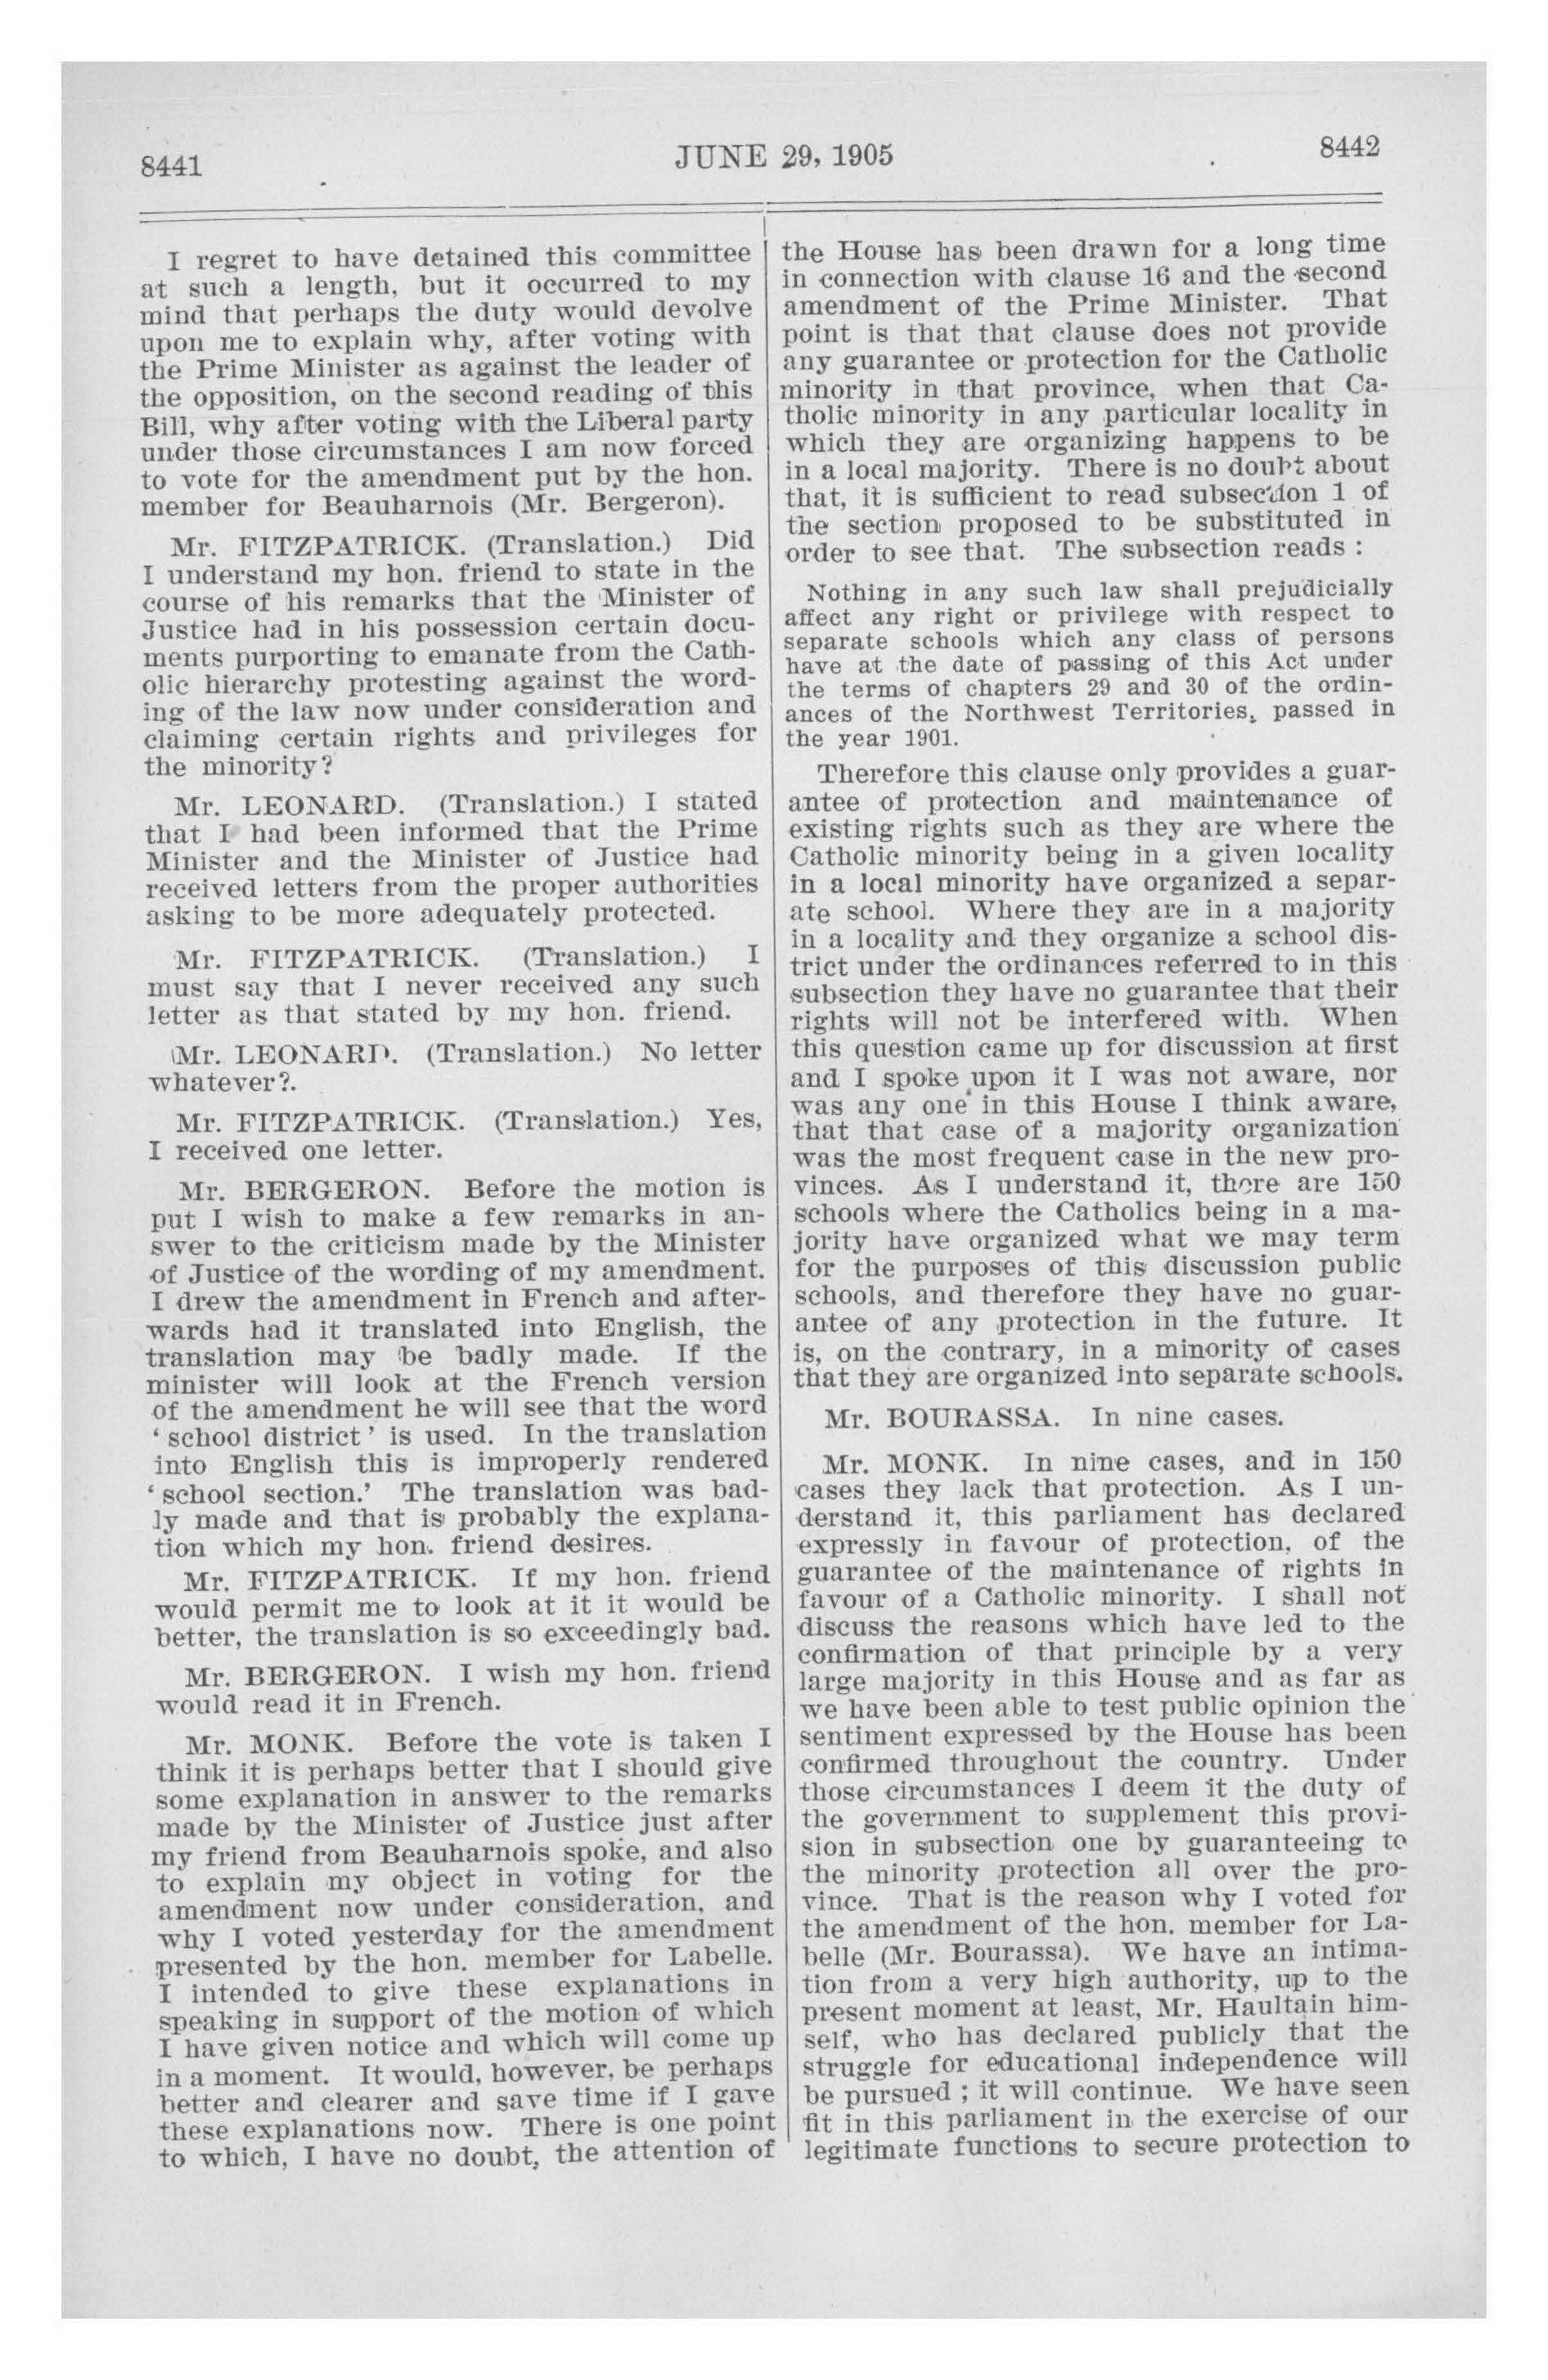 8441
JUNE 29, 1905
8442
I regret to have detained this committee
at such a length, but it occurred to my
mind that perhaps the duty would devolve
upon me to explain why, after voting with
the Prime Minister as against the leader of
the opposition, on the second reading of this
Bill, why after voting with the Liberal party
under those circumstances I am now forced
to vote for the amendment put by the hon.
member for Beauharnois (Mr. Bergeron).
Mr. FITZPATRICK. (Translation.) Did
I understand my hon. friend to state in the
course of his remarks that the Minister of
Justice had in his possession certain docu-
ments purporting to emanate from the Cath-
olic hierarchy protesting against the word-
ing of the law now under consideration and
claiming certain rights and privileges for
the minority?
Mr. LEONARD. (Translation.) I stated
that I had been informed that the Prime
Minister and the Minister of Justice had
received letters from the proper authorities
asking to be more adequately protected.
Mr. FITZPATRICK. (Translation.) I
must say that I never received any such
letter as that stated by my hon. friend.
Mr. LEONARD. (Translation.) No letter
whatever?.
Mr. FITZPATRICK. (Translation.) Yes,
I received one letter.
Mr. BERGERON. Before the motion is
put I wish to make a few remarks in an-
swer to the criticism made by the Minister
of Justice of the wording of my amendment.
I drew the amendment in French and after-
wards had it translated into English, the
translation may be badly made. If the
minister will look at the French version
of the amendment he will see that the word
' school district ' is used. In the translation
into English this is improperly rendered
' school section.' The translation was bad-
ly made and that is probably the explana-
tion which my hon. friend desires.
Mr. FITZPATRICK. If my hon. friend
would permit me to look at it it would be
better, the translation is so exceedingly bad.
Mr. BERGERON. I wish my hon. friend
would read it in French.
Mr. MONK. Before the vote is taken I
think it is perhaps better that I should give
some explanation in answer to the remarks
made by the Minister of Justice just after
my friend from Beauharnois spoke, and also
to explain my object in voting for the
amendment now under consideration, and
why I voted yesterday for the amendment
presented by the hon. member for Labelle.
I intended to give these explanations in
speaking in support of the motion of which
I have given notice and which will come up
in a moment. It would, however, be perhaps
better and clearer and save time if I gave
these explanations now. There is one point
to which, I have no doubt, the attention of
the House has been drawn for a long time
in connection with clause 16 and the second
amendment of the Prime Minister. That
point is that that clause does not provide
any guarantee or protection for the Catholic
minority in that province, when that Ca-
tholic minority in any particular locality in
which they are organizing happens to be
in a local majority. There is no doubt about
that, it is sufficient to read subsection 1 of
the section proposed to be substituted in
order to see that. The subsection reads :
Nothing in any such law shall prejudicially
affect any right or privilege with respect to
separate schools which any class of persons
have at the date of passing of this Act under
the terms of chapters 29 and 30 of the ordin-
ances of the Northwest Territories, passed in
the year 1901.
Therefore this clause only provides a guar-
antee of protection and maintenance of
existing rights such as they are where the
Catholic minority being in a given locality
in a local minority have organized a separ-
ate school. Where they are in a majority
in a locality and they organize a school dis-
trict under the ordinances referred to in this
subsection they have no guarantee that their
rights will not be interfered with. When
this question came up for discussion at first
and I spoke upon it I was not aware, nor
was any one in this House I think aware,
that that case of a majority organization
was the most frequent case in the new pro-
vinces. As I understand it, there are 150
schools where the Catholics being in a ma-
jority have organized what we may term
for the purposes of this discussion public
schools, and therefore they have no guar-
antee of any protection in the future. It
is, on the contrary, in a minority of cases
that they are organized into separate schools.
Mr. BOURASSA. In nine cases.
Mr. MONK. In nine cases, and in 150
cases they lack that protection. As I un-
derstand it, this parliament has declared
expressly in favour of protection, of the
guarantee of the maintenance of rights in
favour of a Catholic minority. I shall not
discuss the reasons which have led to the
confirmation of that principle by a very
large majority in this House and as far as
we have been able to test public opinion the
sentiment expressed by the House has been
confirmed throughout the country. Under
those circumstances I deem it the duty of
the government to supplement this provi-
sion in subsection one by guaranteeing to
the minority protection all over the pro-
vince. That is the reason why I voted for
the amendment of the hon. member for La-
belle (Mr. Bourassa). We have an intima-
tion from a very high authority, up to the
present moment at least, Mr. Haultain him-
self, who has declared publicly that the
struggle for educational independence will
be pursued ; it will continue. We have seen
fit in this parliament in the exercise of our
legitimate functions to secure protection to